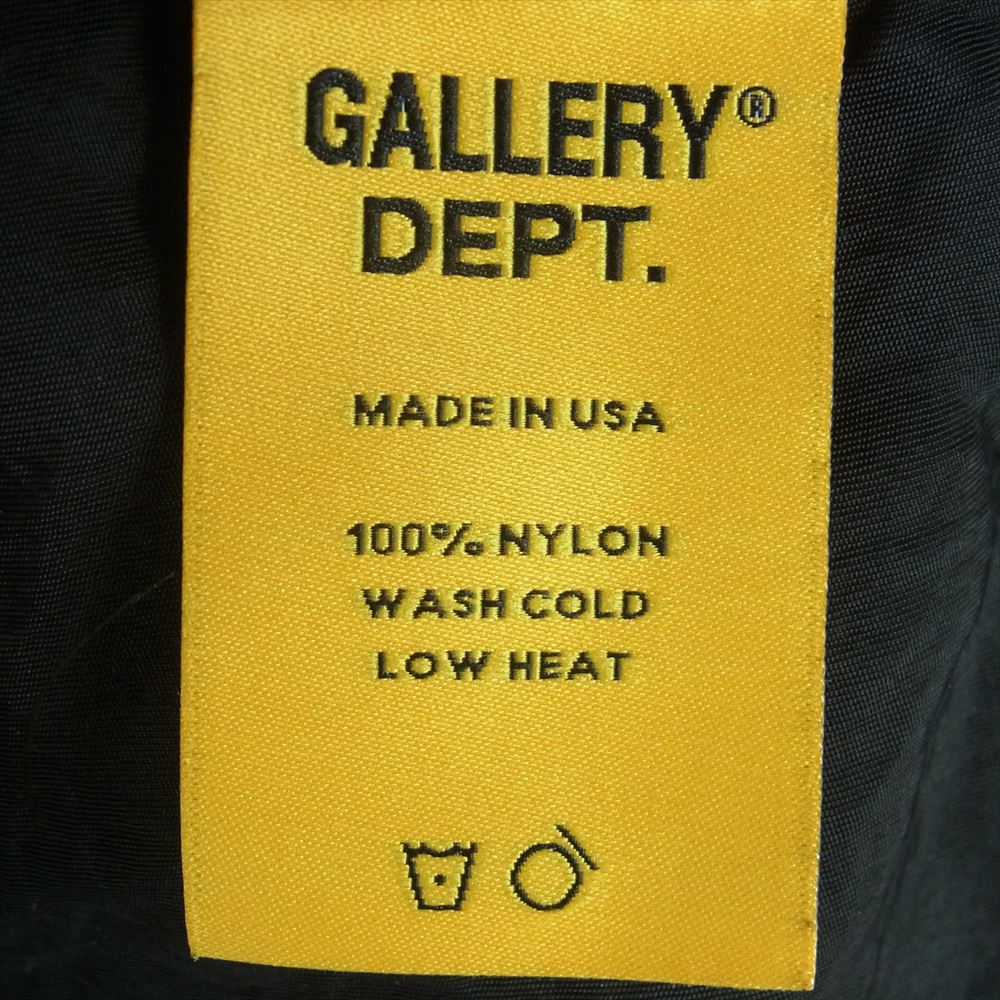 GALLERY®
DEPT.
MADE IN USA
100% NYLON
WASH COLD
LOW HEAT